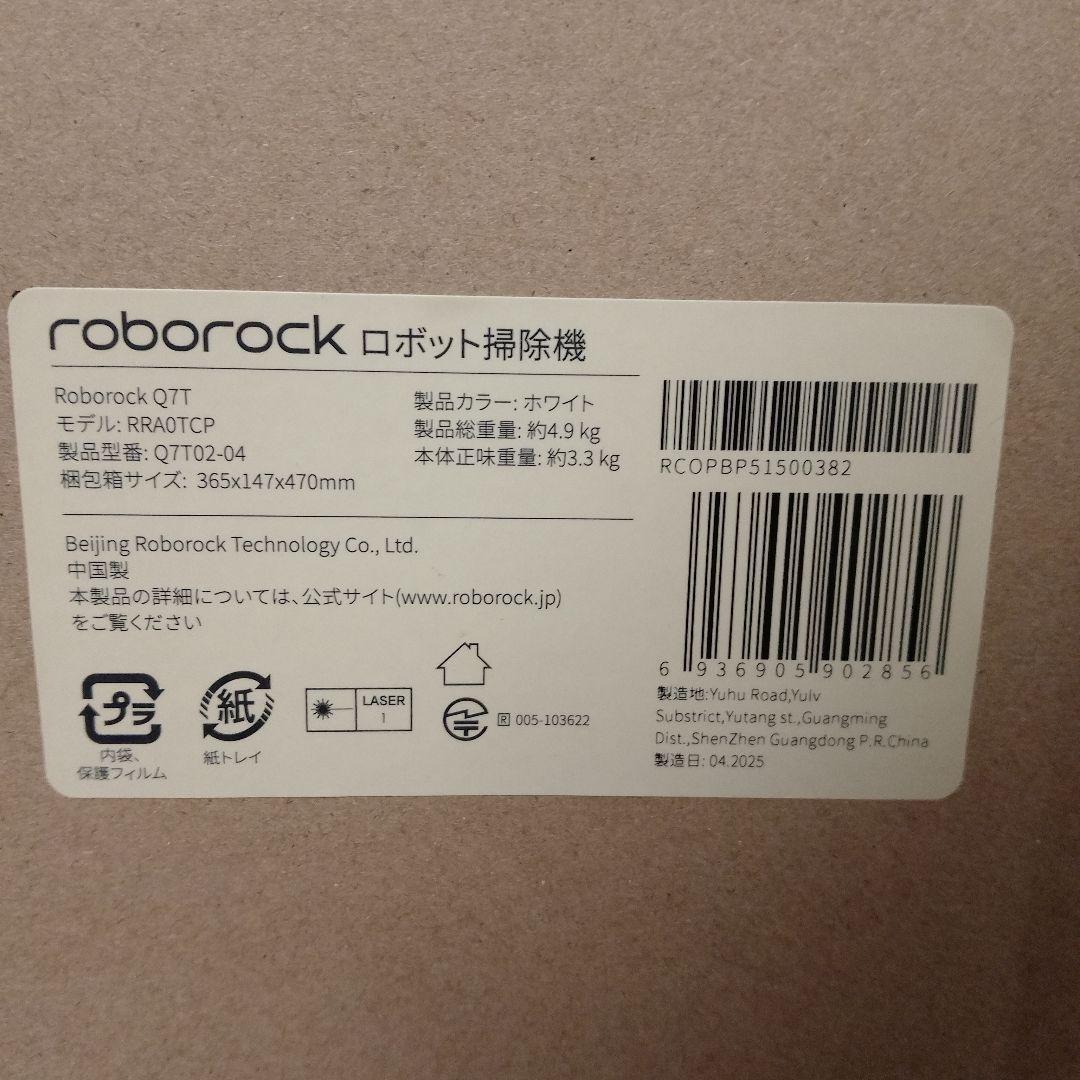 roborock ロボット掃除機
Roborock Q7T
モデル: RRA0TCP
製品型番: Q7T02-04
梱包箱サイズ: 365x147x470mm
製品カラー: ホワイト
製品総重量: 約4.9 kg
本体正味重量: 約3.3 kg
Beijing Roborock Technology Co., Ltd.
中国製
本製品の詳細については、公式サイト(www.roborock.jp)
をご覧ください
プラ
内袋、
保護フィルム
紙
紙トレイ
LASER
1
R 005-103622
RCOPBP51500382
6 936905 902856
製造地:Yuhu Road,Yulv
Substrict,Yutang st.,Guangming
Dist.,ShenZhen Guangdong P.R.China
製造日: 04.2025